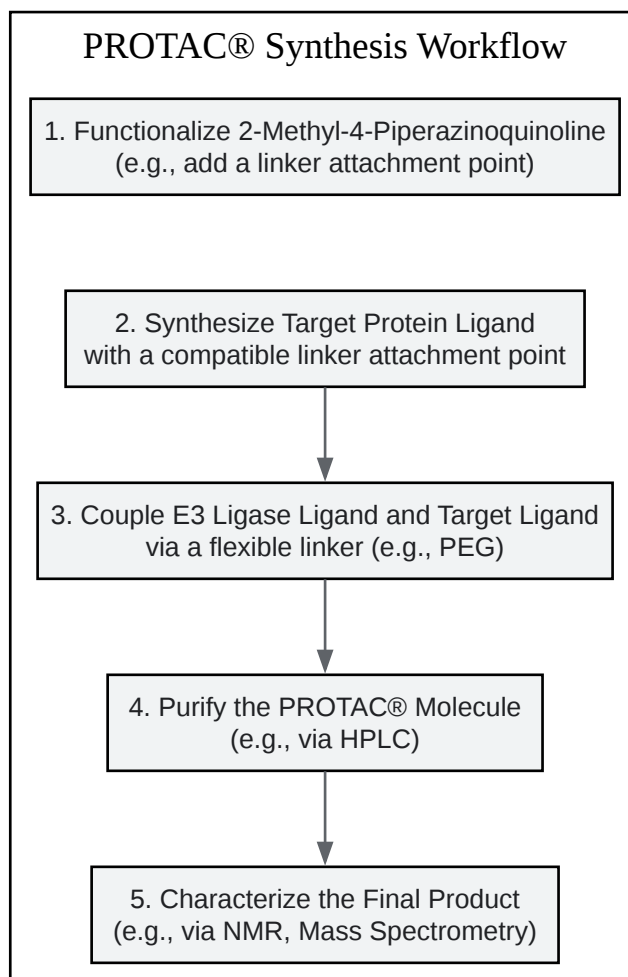 PROTAC® Synthesis Workflow
1. Functionalize 2-Methyl-4-Piperazinoquinoline
(e.g., add a linker attachment point)
2. Synthesize Target Protein Ligand
with a compatible linker attachment point
3. Couple E3 Ligase Ligand and Target Ligand
via a flexible linker (e.g., PEG)
4. Purify the PROTAC® Molecule
(e.g., via HPLC)
5. Characterize the Final Product
(e.g., via NMR, Mass Spectrometry)